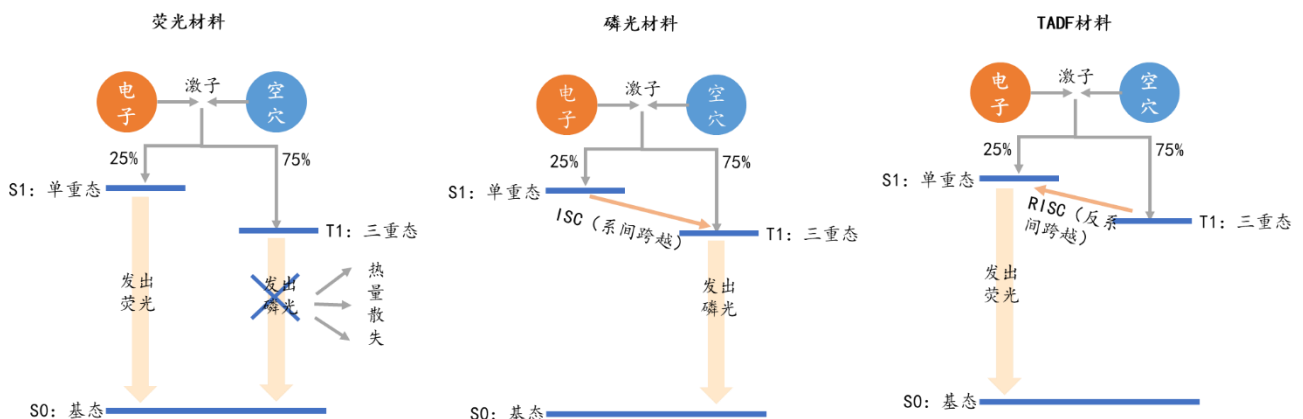 荧光材料
电子
激子
空穴
25%
75%
S1: 单重态
T1: 三重态
发出
荧光
发出
磷光
热
量
散
失
S0: 基态
磷光材料
电子
激子
空穴
25%
75%
S1: 单重态
ISC（系间跨越）
T1: 三重态
发出
磷光
S0: 基态
TADF材料
电子
激子
空穴
25%
75%
S1: 单重态
RISC（反系
间跨越）
T1: 三重态
发出
荧光
S0: 基态